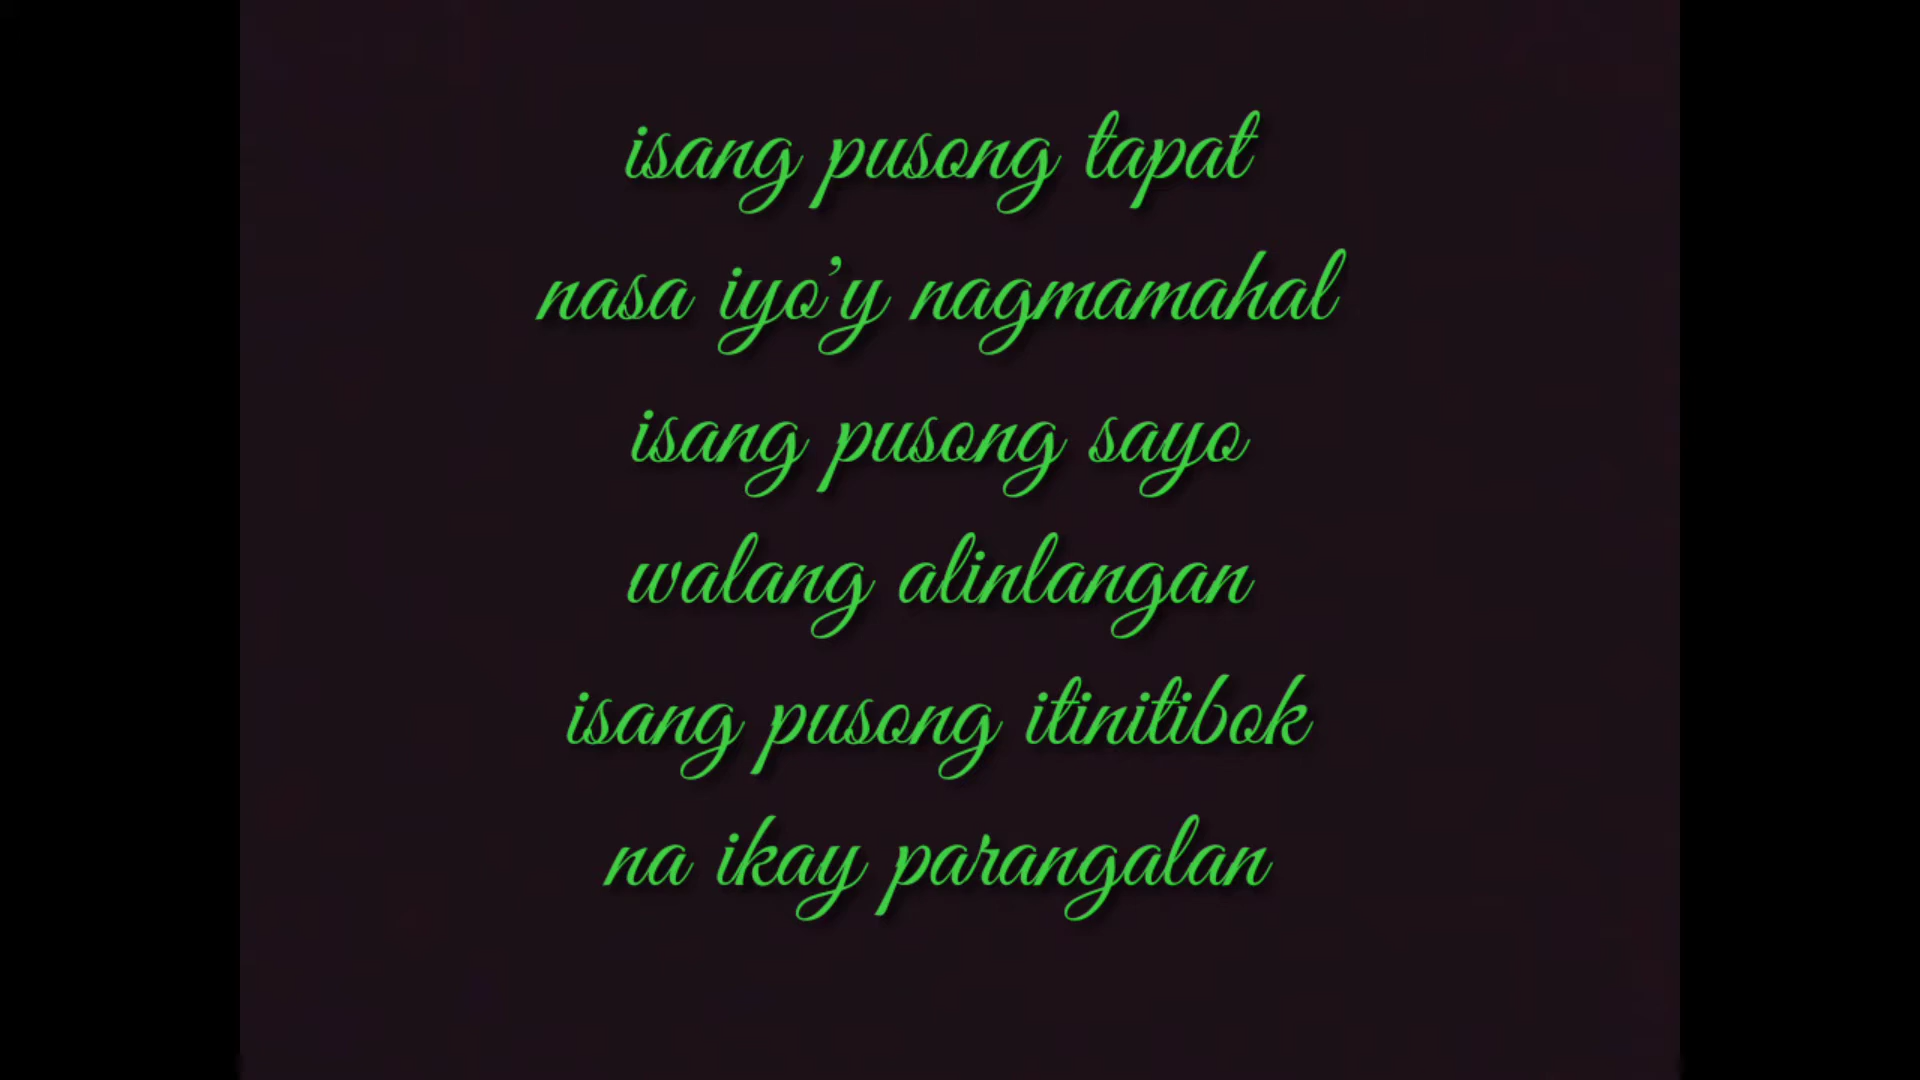 isang pusong tapat
nasa iyo'y nagmamahal
isang pusong sayo
walang alinlangan
isang pusong itinitibok
na ikay parangalan